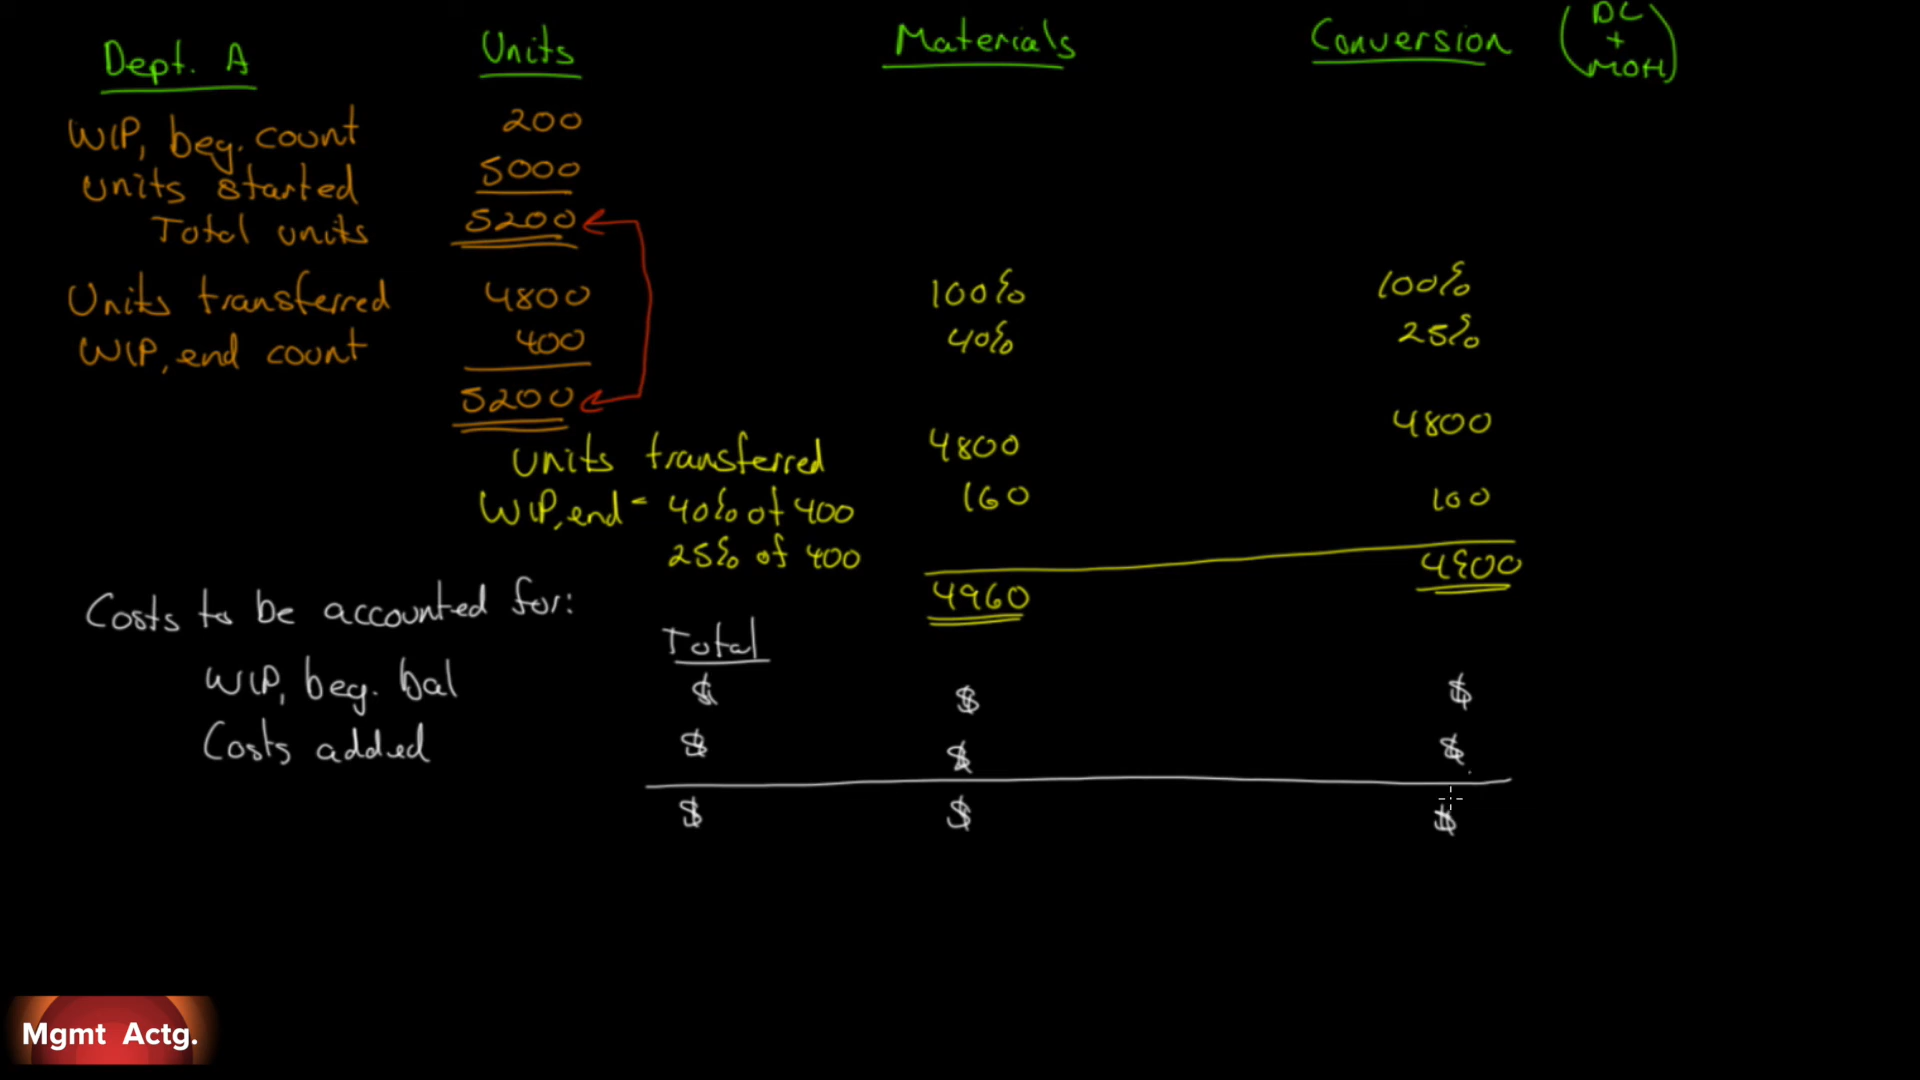 Dept. A Units Materials Conversion (DL + MOH)
WIP, beg. count 200
Units started 5000
Total units 5200
Units transferred 4800 100% 100%
WIP, end count 400 40% 25%
5200
Units transferred 4800 4800
WIP, end - 40% of 400 160 100
25% of 400
4960 4900
Costs to be accounted for:
Total
WIP, beg. bal $ $ $
Costs added $ $ $
$ $ $
Mgmt Actg.